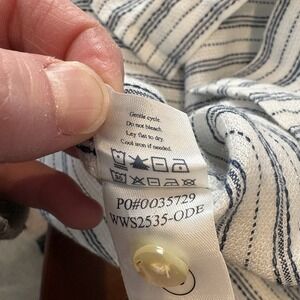 Gentle cycle.
Do not bleach.
Lay flat to dry.
Cool iron if needed.
PO#0035729
WWS2535-ODE